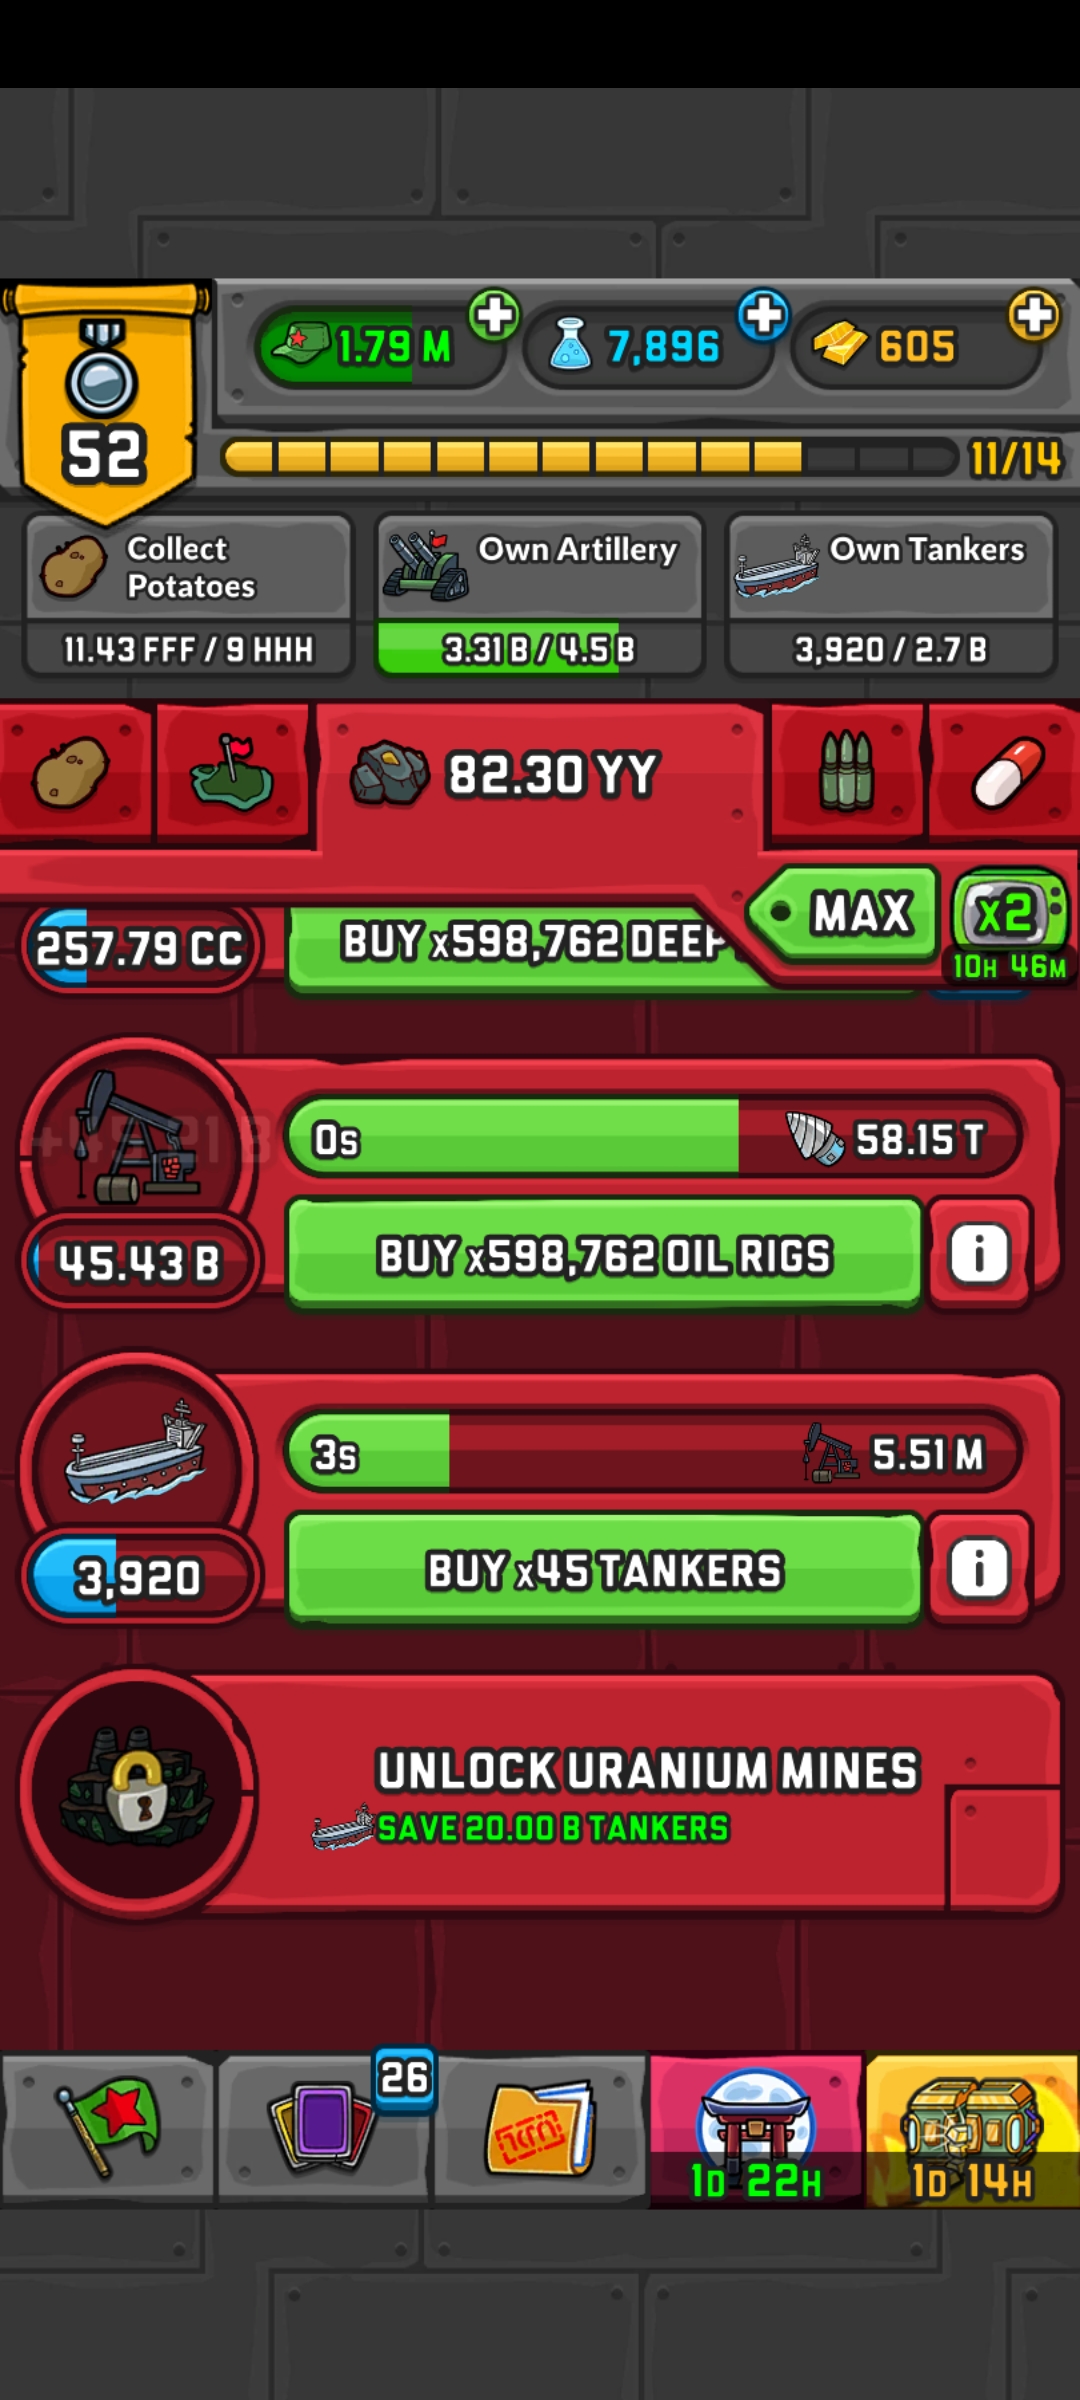 1.79 M
7,896
605
52
11/14
Collect
Potatoes
Own Artillery
Own Tankers
11.43 FFF / 9 HHH
3.31 B / 4.5 B
3,920 / 2.7 B
82.30 YY
MAX
x2
10H 46M
257.79 CC
BUY x598,762 DEEP
0s
58.15 T
45.43 B
BUY x598,762 OIL RIGS
i
3s
5.51 M
3,920
BUY x45 TANKERS
i
UNLOCK URANIUM MINES
SAVE 20.00 B TANKERS
26
1D 22H
1D 14H